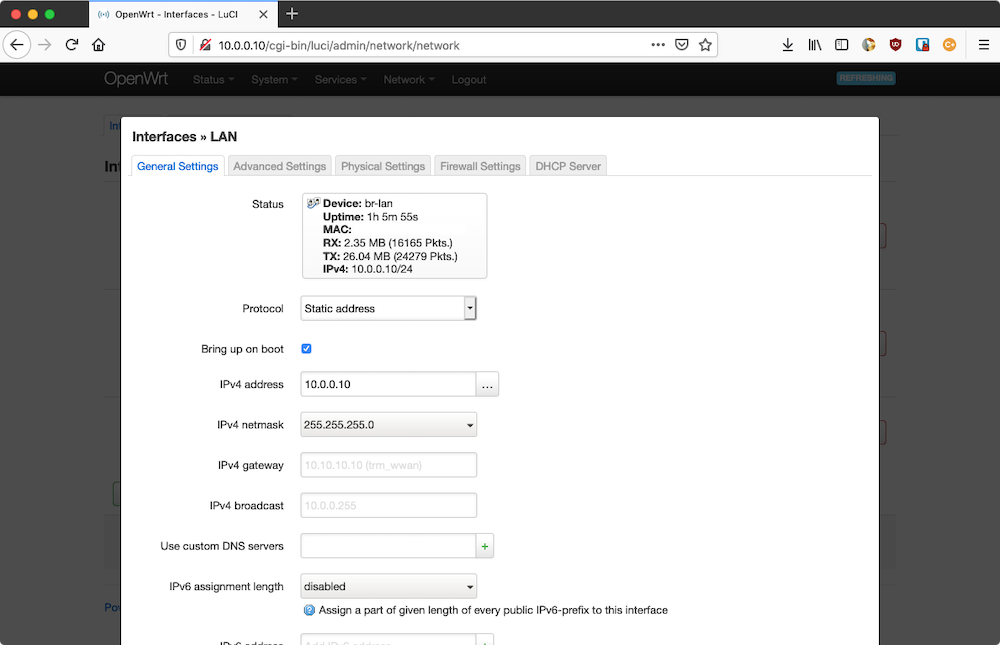 OpenWrt - Interfaces - LuCI
10.0.0.10/cgi-bin/luci/admin/network/network
OpenWrt Status System Services Network Logout REFRESHING
Interfaces » LAN
General Settings Advanced Settings Physical Settings Firewall Settings DHCP Server
Status
Device: br-lan
Uptime: 1h 5m 55s
MAC:
RX: 2.35 MB (16165 Pkts.)
TX: 26.04 MB (24279 Pkts.)
IPv4: 10.0.0.10/24
Protocol Static address
Bring up on boot
IPv4 address 10.0.0.10 ...
IPv4 netmask 255.255.255.0
IPv4 gateway 10.10.10.10 (trm_wwan)
IPv4 broadcast 10.0.0.255
Use custom DNS servers +
IPv6 assignment length disabled
Assign a part of given length of every public IPv6-prefix to this interface
IPv6 address Add IPv6 address...